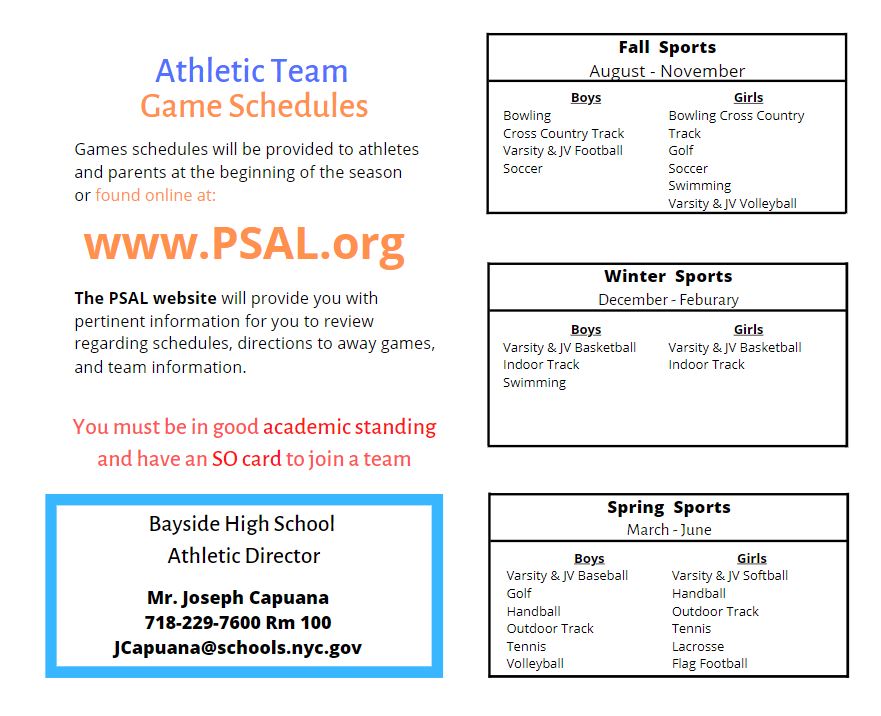 Athletic Team
Game Schedules
Games schedules will be provided to athletes
and parents at the beginning of the season
or found online at:
www.PSAL.org
The PSAL website will provide you with
pertinent information for you to review
regarding schedules, directions to away games,
and team information.
You must be in good academic standing
and have an SO card to join a team
Bayside High School
Athletic Director
Mr. Joseph Capuana
718-229-7600 Rm 100
JCapuana@schools.nyc.gov
Fall Sports
August - November
Boys
Bowling
Cross Country Track
Varsity & JV Football
Soccer
Girls
Bowling Cross Country
Track
Golf
Soccer
Swimming
Varsity & JV Volleyball
Winter Sports
December - Feburary
Boys
Varsity & JV Basketball
Indoor Track
Swimming
Girls
Varsity & JV Basketball
Indoor Track
Spring Sports
March - June
Boys
Varsity & JV Baseball
Golf
Handball
Outdoor Track
Tennis
Volleyball
Girls
Varsity & JV Softball
Handball
Outdoor Track
Tennis
Lacrosse
Flag Football